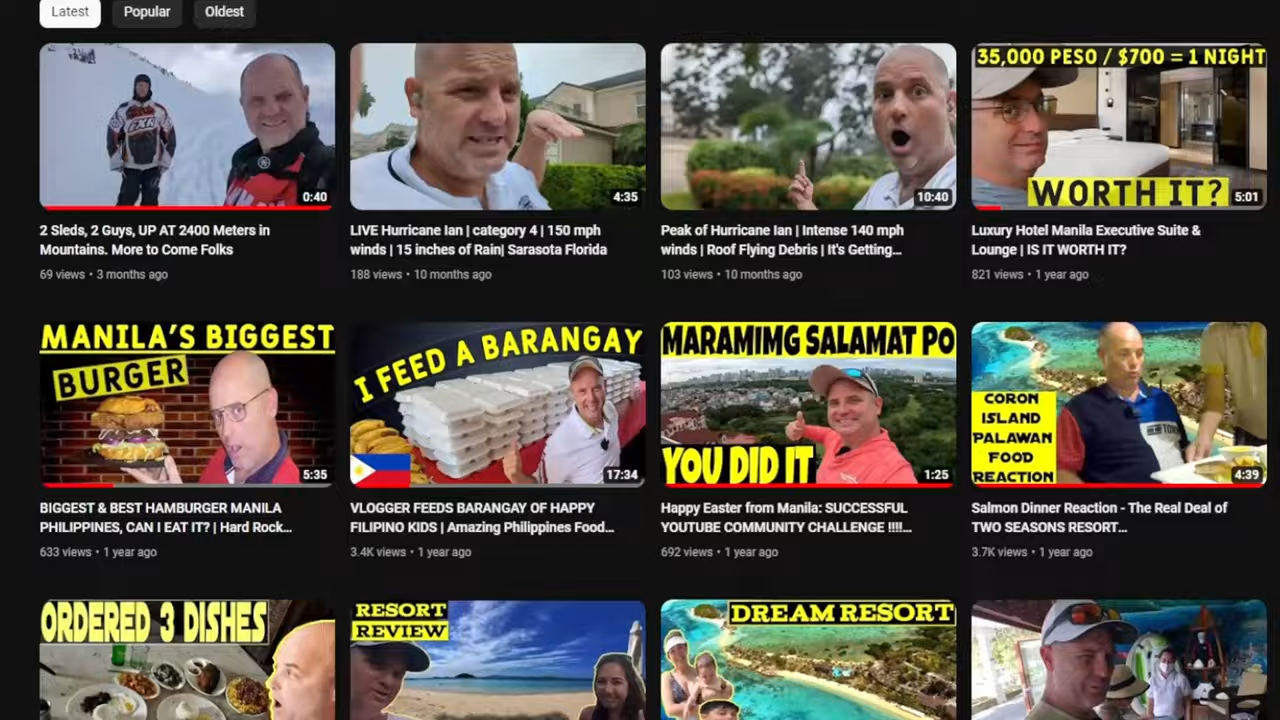 Latest Popular Oldest
35,000 PESO / $700 = 1 NIGHT
FXR
WORTH IT?
0:40
4:35
10:40
5:01
2 Sleds, 2 Guys, UP AT 2400 Meters in
Mountains. More to Come Folks
69 views • 3 months ago
LIVE Hurricane Ian | category 4 | 150 mph
winds | 15 inches of Rain| Sarasota Florida
188 views • 10 months ago
Peak of Hurricane Ian | Intense 140 mph
winds | Roof Flying Debris | It's Getting...
103 views • 10 months ago
Luxury Hotel Manila Executive Suite &
Lounge | IS IT WORTH IT?
821 views • 1 year ago
MANILA'S BIGGEST
BURGER
5:35
I FEED A BARANGAY
17:34
MARAMIMG SALAMAT PO
YOU DID IT
1:25
CORON
ISLAND
PALAWAN
FOOD
REACTION
4:39
BIGGEST & BEST HAMBURGER MANILA
PHILIPPINES, CAN I EAT IT? | Hard Rock...
633 views • 1 year ago
VLOGGER FEEDS BARANGAY OF HAPPY
FILIPINO KIDS | Amazing Philippines Food...
3.4K views • 1 year ago
Happy Easter from Manila: SUCCESSFUL
YOUTUBE COMMUNITY CHALLENGE !!!!...
692 views • 1 year ago
Salmon Dinner Reaction - The Real Deal of
TWO SEASONS RESORT...
3.7K views • 1 year ago
ORDERED 3 DISHES
RESORT
REVIEW
DREAM RESORT